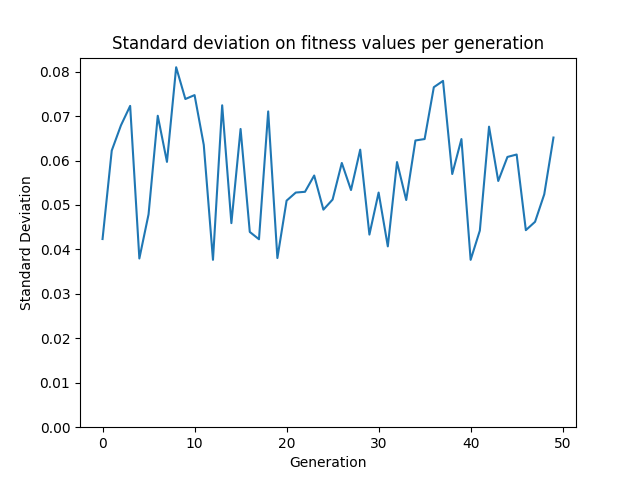 Standard deviation on fitness values per generation
0.08
0.07
0.06
0.05
0.04
0.03
0.02
0.01
0.00
Standard Deviation
0 10 20 30 40 50
Generation